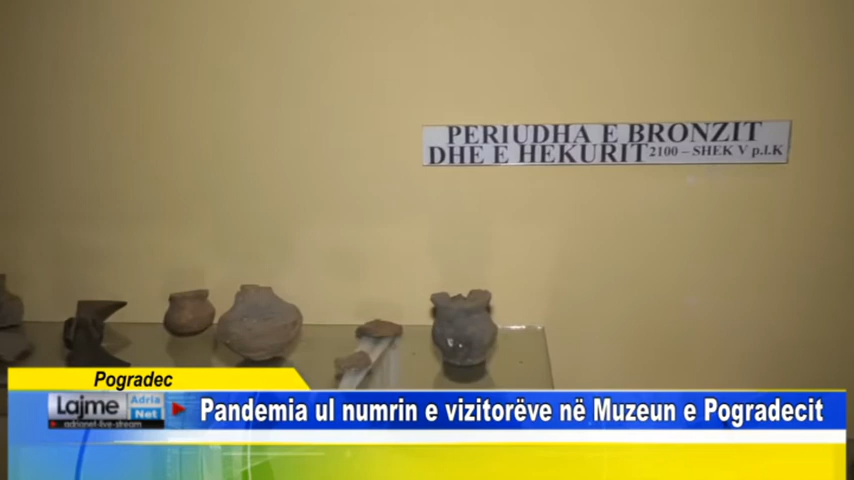 PERIUDHA E BRONZIT
DHE E HEKURIT 2100 – SHEK V p.l.K
Pogradec
Lajme Adria Net
adrianet-live-stream
Pandemia ul numrin e vizitorëve në Muzeun e Pogradecit